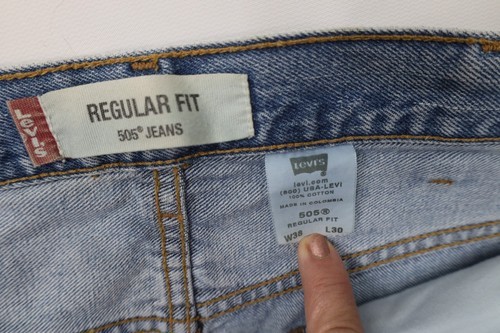 Levi's
REGULAR FIT
505® JEANS
LEVI'S
levi.com
(800) USA-LEVI
100% COTTON
MADE IN COLOMBIA
505®
REGULAR FIT
W38 L30